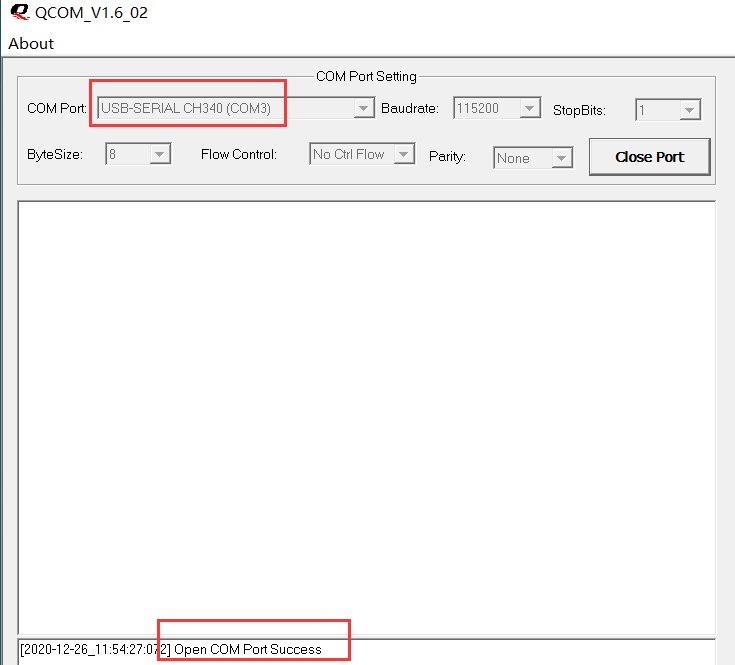 QCOM_V1.6_02
About
COM Port Setting
COM Port: USB-SERIAL CH340 (COM3) Baudrate: 115200 StopBits: 1
ByteSize: 8 Flow Control: No Ctrl Flow Parity: None Close Port
[2020-12-26_11:54:27:072] Open COM Port Success